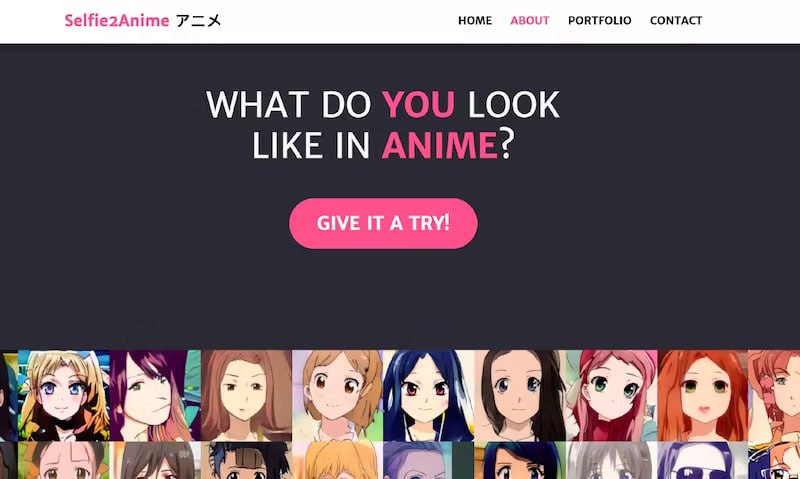 Selfie2Anime アニメ
HOME ABOUT PORTFOLIO CONTACT
WHAT DO YOU LOOK
LIKE IN ANIME?
GIVE IT A TRY!